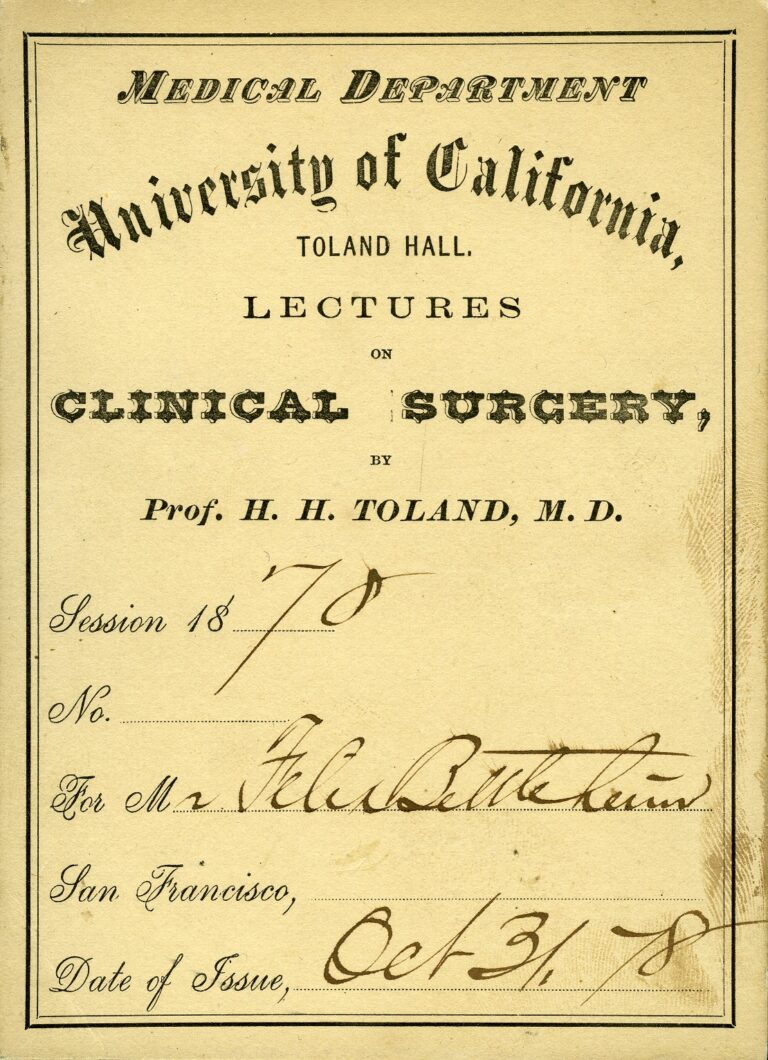 MEDICAL DEPARTMENT
University of California,
TOLAND HALL.
LECTURES
ON
CLINICAL SURGERY,
BY
Prof. H. H. TOLAND, M. D.
Session 1878
No.
For Mr Felix Bettelheim
San Francisco,
Date of Issue, Oct 31. 78